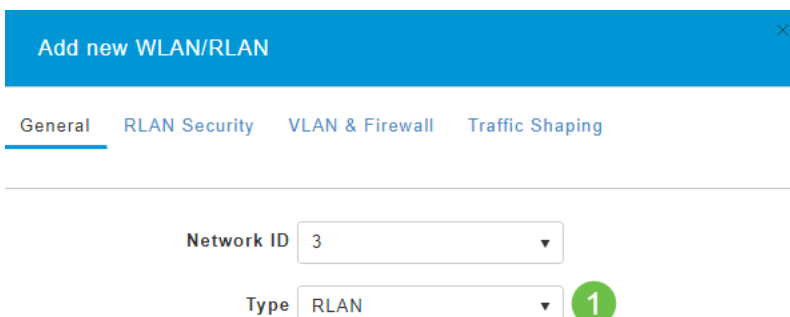 Add new WLAN/RLAN
General RLAN Security VLAN & Firewall Traffic Shaping
Network ID 3
Type RLAN 1